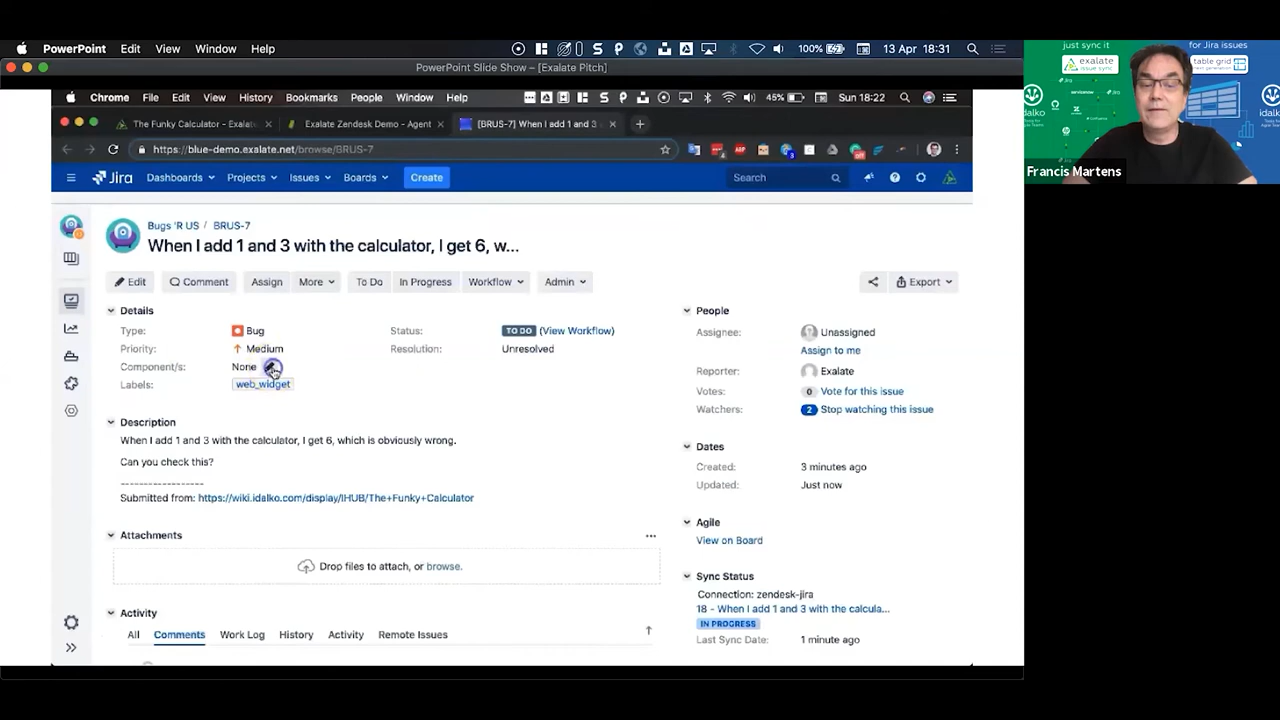 PowerPoint Edit View Window Help 100% 13 Apr 18:31
PowerPoint Slide Show – [Exalate Pitch]
Chrome File Edit View History Bookmarks People Window Help 45% Sun 18:22
The Funky Calculator - Exalate Exalate Zendesk Demo - Agent [BRUS-7] When I add 1 and 3
https://blue-demo.exalate.net/browse/BRUS-7
Jira Dashboards Projects Issues Boards Create Search
Bugs 'R US / BRUS-7
When I add 1 and 3 with the calculator, I get 6, w...
Edit Comment Assign More To Do In Progress Workflow Admin Export
Details
Type: Bug Status: TO DO (View Workflow)
Priority: Medium Resolution: Unresolved
Component/s: None
Labels: web_widget
Description
When I add 1 and 3 with the calculator, I get 6, which is obviously wrong.
Can you check this?
------------------
Submitted from: https://wiki.idalko.com/display/IHUB/The+Funky+Calculator
Attachments
Drop files to attach, or browse.
Activity
All Comments Work Log History Activity Remote Issues
People
Assignee: Unassigned
Assign to me
Reporter: Exalate
Votes: 0 Vote for this issue
Watchers: 2 Stop watching this issue
Dates
Created: 3 minutes ago
Updated: Just now
Agile
View on Board
Sync Status
Connection: zendesk-jira
18 - When I add 1 and 3 with the calcula...
IN PROGRESS
Last Sync Date: 1 minute ago
just sync it
exalate
issue sync
for Jira issues
table grid
next generation
idalko
Francis Martens